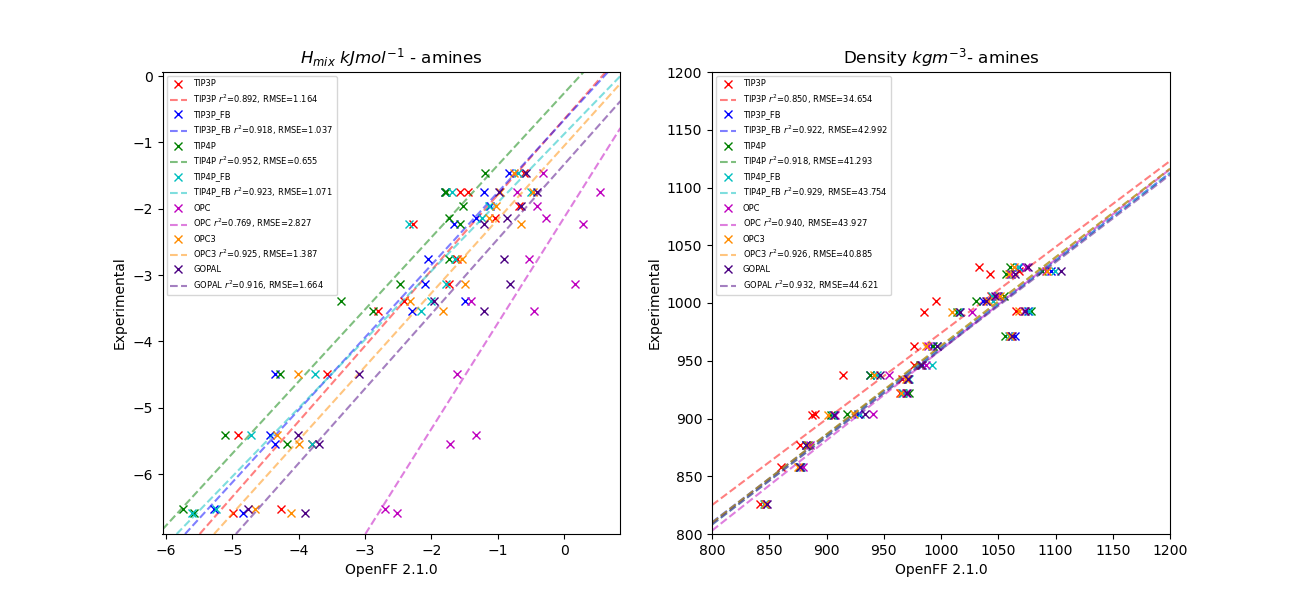 H_mix kJmol^−1 - amines
0
−1
−2
−3
−4
−5
−6
Experimental
TIP3P
TIP3P r^2=0.892, RMSE=1.164
TIP3P_FB
TIP3P_FB r^2=0.918, RMSE=1.037
TIP4P
TIP4P r^2=0.952, RMSE=0.655
TIP4P_FB
TIP4P_FB r^2=0.923, RMSE=1.071
OPC
OPC r^2=0.769, RMSE=2.827
OPC3
OPC3 r^2=0.925, RMSE=1.387
GOPAL
GOPAL r^2=0.916, RMSE=1.664
−6 −5 −4 −3 −2 −1 0
OpenFF 2.1.0
Density kgm^−3- amines
1200
1150
1100
1050
1000
950
900
850
800
Experimental
TIP3P
TIP3P r^2=0.850, RMSE=34.654
TIP3P_FB
TIP3P_FB r^2=0.922, RMSE=42.992
TIP4P
TIP4P r^2=0.918, RMSE=41.293
TIP4P_FB
TIP4P_FB r^2=0.929, RMSE=43.754
OPC
OPC r^2=0.940, RMSE=43.927
OPC3
OPC3 r^2=0.926, RMSE=40.885
GOPAL
GOPAL r^2=0.932, RMSE=44.621
800 850 900 950 1000 1050 1100 1150 1200
OpenFF 2.1.0